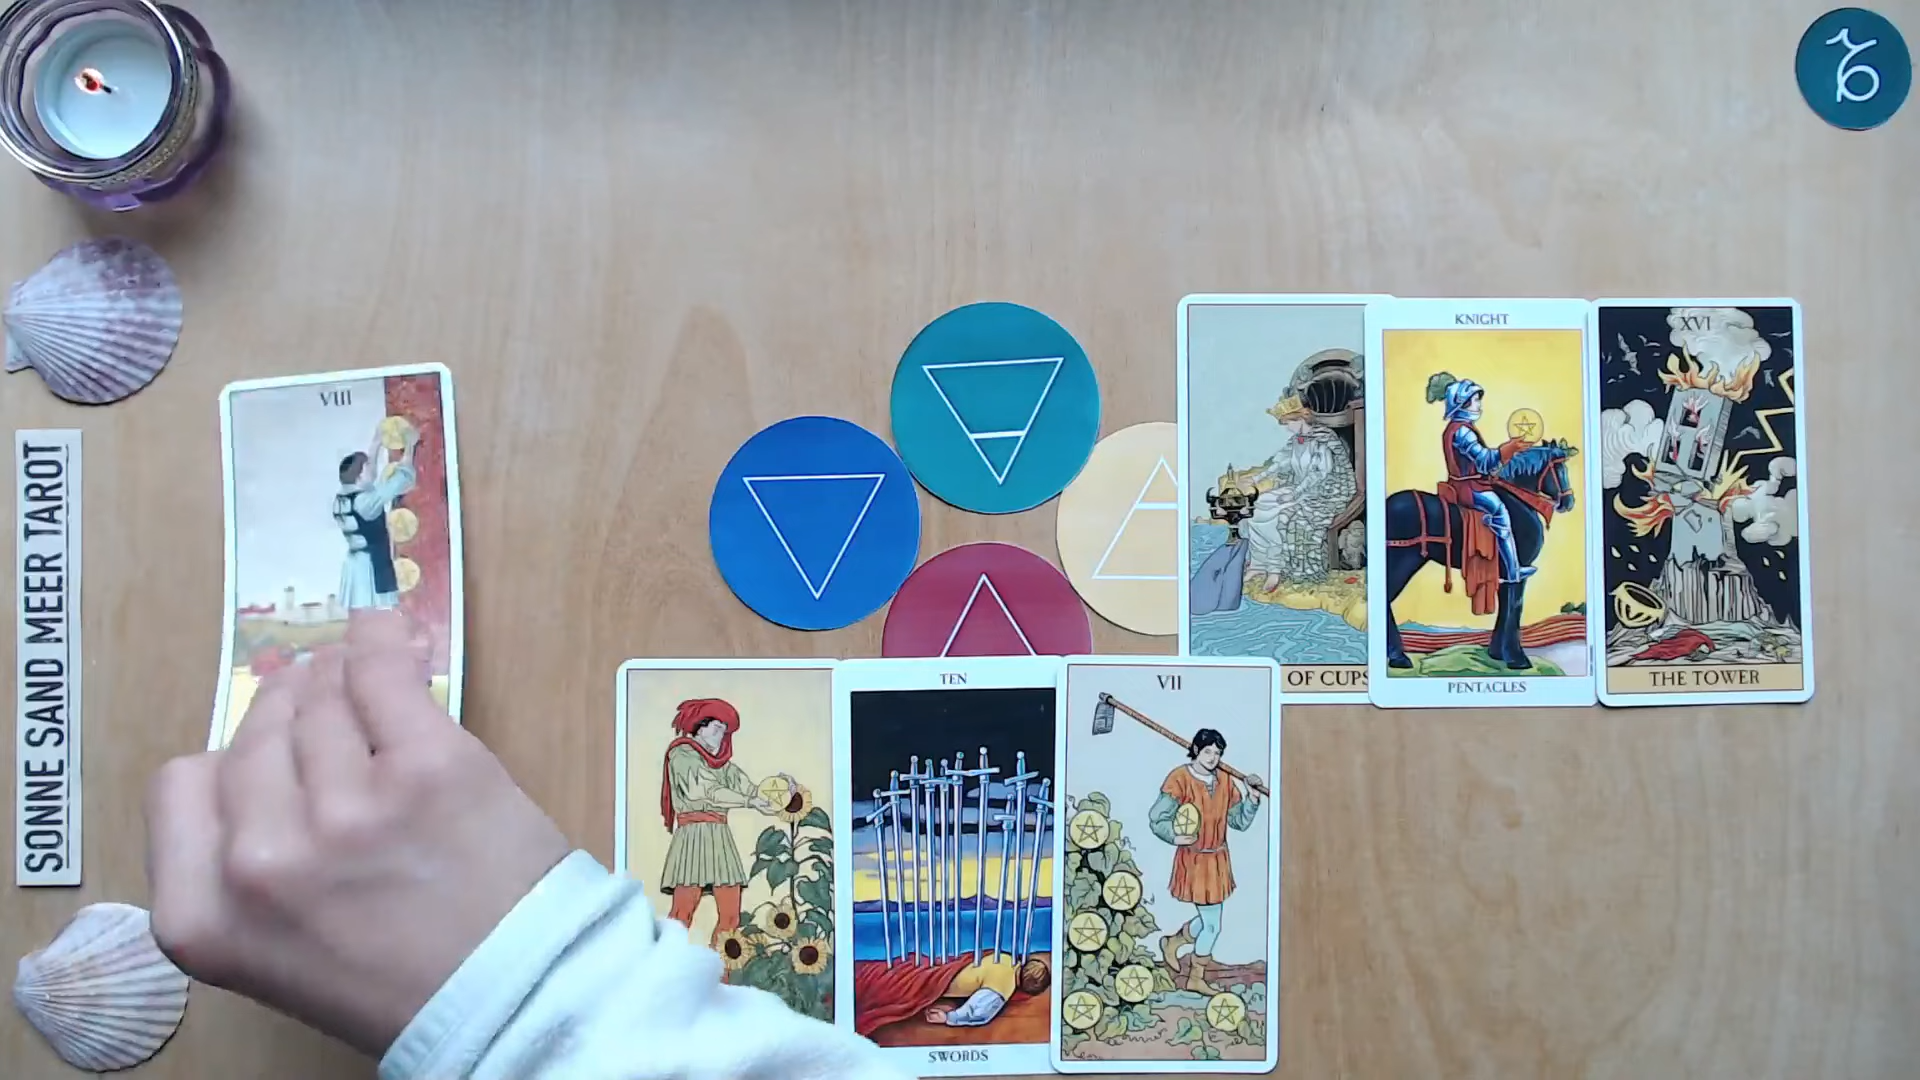 SONNE SAND MEER TAROT
VIII
OF CUPS
KNIGHT
PENTACLES
XVI
THE TOWER
TEN
SWORDS
VII